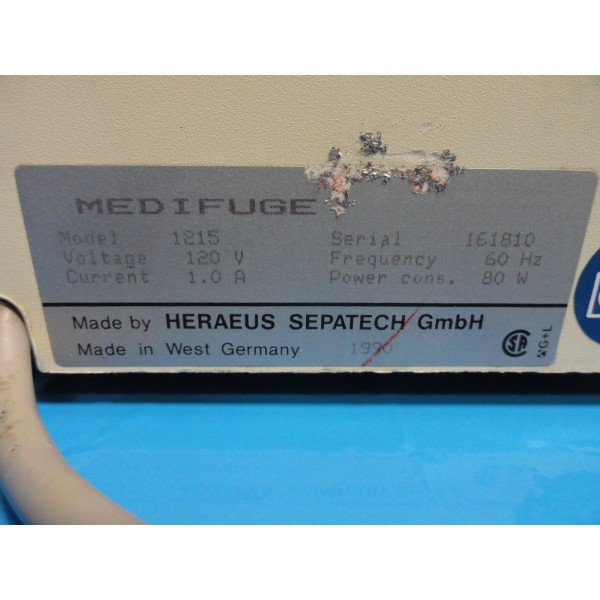 MEDIFUGE
Model 1215 Serial 161810
Voltage 120 V Frequency 60 Hz
Current 1.0 A Power cons. 80 W
Made by HERAEUS SEPATECH GmbH
Made in West Germany 1990
G+L